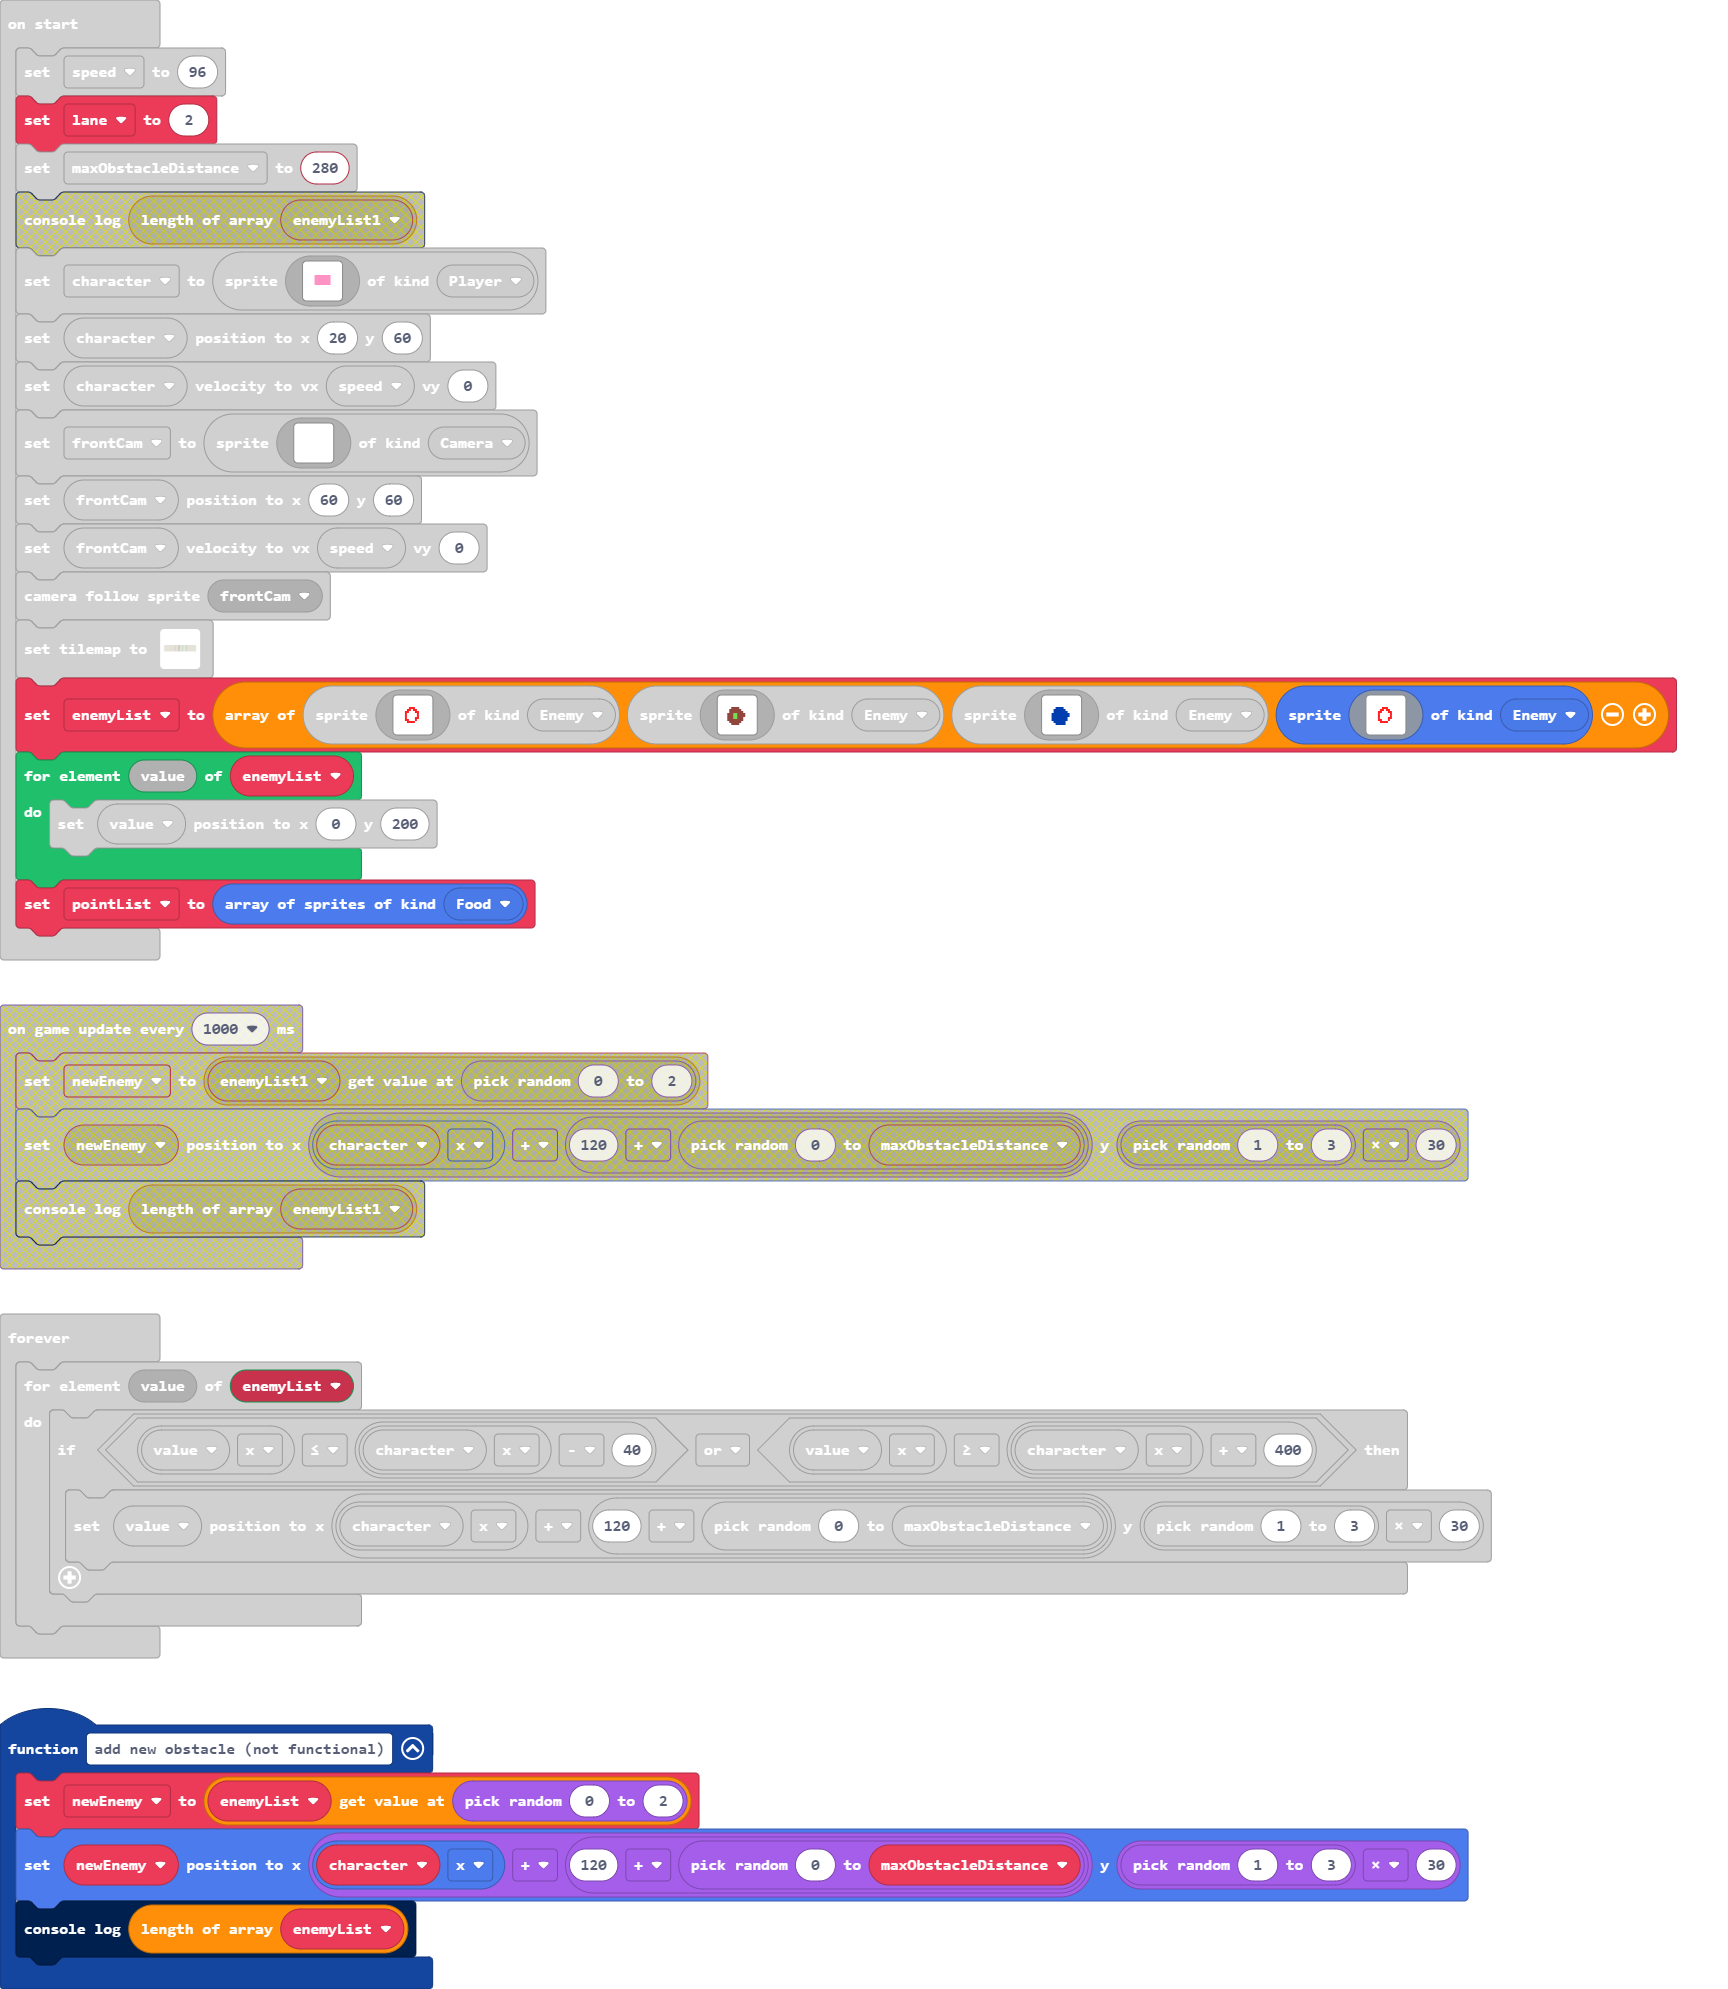 on start
set speed to 96
set lane to 2
set maxObstacleDistance to 280
console log length of array enemyList1
set character to sprite of kind Player
set character position to x 20 y 60
set character velocity to vx speed vy 0
set frontCam to sprite of kind Camera
set frontCam position to x 60 y 60
set frontCam velocity to vx speed vy 0
camera follow sprite frontCam
set tilemap to
set enemyList to array of sprite of kind Enemy sprite of kind Enemy sprite of kind Enemy sprite of kind Enemy
for element value of enemyList
do
set value position to x 0 y 200
set pointList to array of sprites of kind Food
on game update every 1000 ms
set newEnemy to enemyList1 get value at pick random 0 to 2
set newEnemy position to x character x + 120 + pick random 0 to maxObstacleDistance y pick random 1 to 3 × 30
console log length of array enemyList1
forever
for element value of enemyList
do
if value x ≤ character x - 40 or value x ≥ character x + 400 then
set value position to x character x + 120 + pick random 0 to maxObstacleDistance y pick random 1 to 3 × 30
function add new obstacle (not functional)
set newEnemy to enemyList get value at pick random 0 to 2
set newEnemy position to x character x + 120 + pick random 0 to maxObstacleDistance y pick random 1 to 3 × 30
console log length of array enemyList